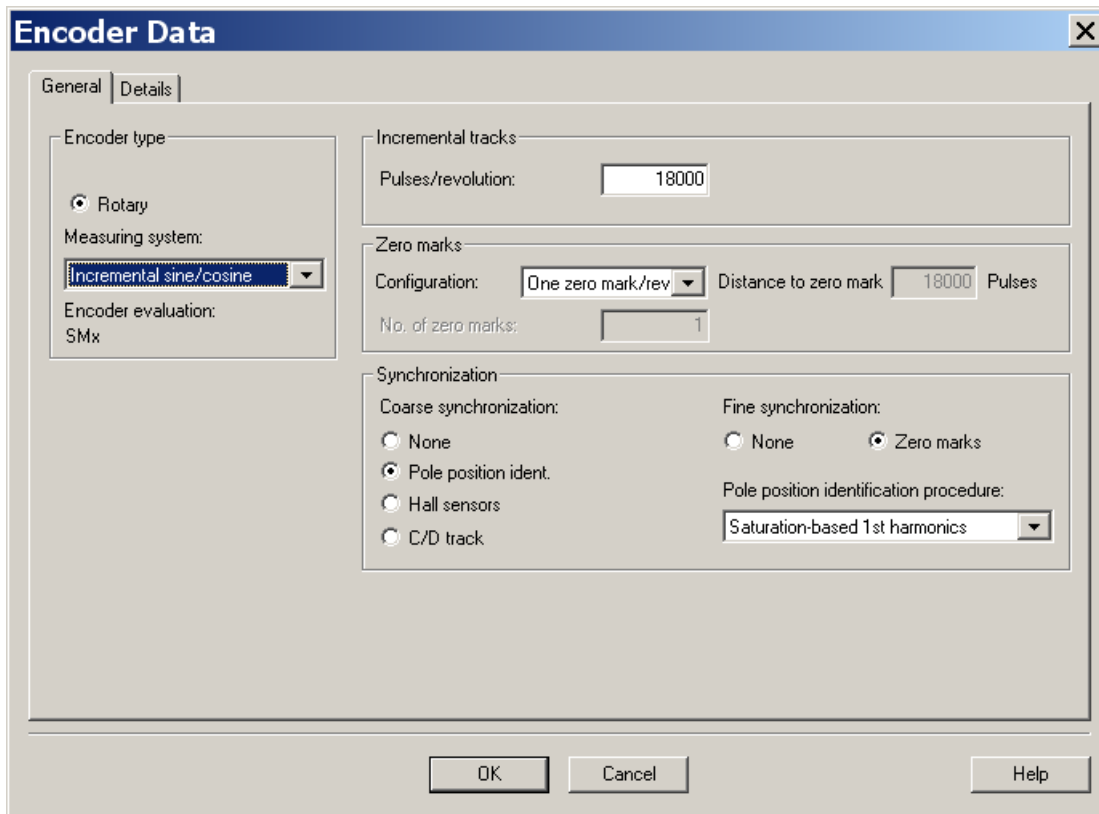 Encoder Data
General Details
Encoder type
Rotary
Measuring system:
Incremental sine/cosine
Encoder evaluation:
SMx
Incremental tracks
Pulses/revolution: 18000
Zero marks
Configuration: One zero mark/rev Distance to zero mark 18000 Pulses
No. of zero marks: 1
Synchronization
Coarse synchronization:
None
Pole position ident.
Hall sensors
C/D track
Fine synchronization:
None Zero marks
Pole position identification procedure:
Saturation-based 1st harmonics
OK Cancel Help